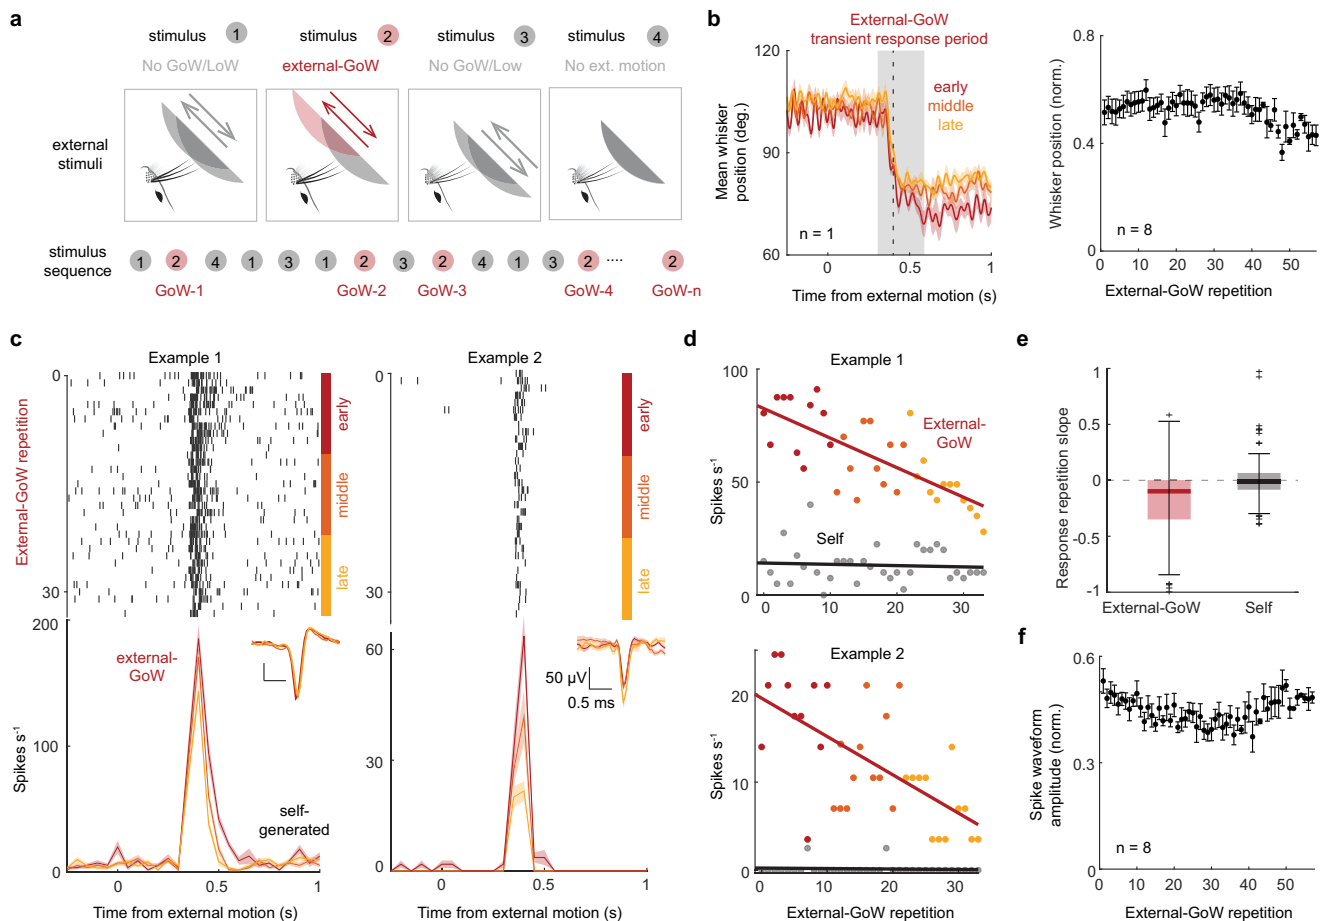 a
stimulus 1
stimulus 2
stimulus 3
stimulus 4
No GoW/LoW
external-GoW
No GoW/Low
No ext. motion
external
stimuli
stimulus
sequence
1 2 4 1 3 1 2 3 2 4 1 3 2 .... 2
GoW-1
GoW-2
GoW-3
GoW-4
GoW-n
b
External-GoW
transient response period
early
middle
late
Mean whisker
position (deg.)
120
90
60
n = 1
0
0.5
1
Time from external motion (s)
Whisker position (norm.)
0.8
0.4
0
n = 8
0 10 20 30 40 50
External-GoW repetition
c
Example 1
Example 2
External-GoW repetition
0
30
early
middle
late
0
30
early
middle
late
Spikes s⁻¹
200
100
0
external-
GoW
self-
generated
0
0.5
1
Time from external motion (s)
60
30
0
50 µV
0.5 ms
0.5
1
Time from external motion (s)
d
Example 1
Spikes s⁻¹
100
50
0
External-
GoW
Self
0
10
20
30
Example 2
Spikes s⁻¹
20
10
0
0
10
20
30
External-GoW repetition
e
Response repetition slope
1
0.5
0
-0.5
-1
External-GoW
Self
f
Spike waveform
amplitude (norm.)
0.6
0.3
0
n = 8
0 10 20 30 40 50
External-GoW repetition